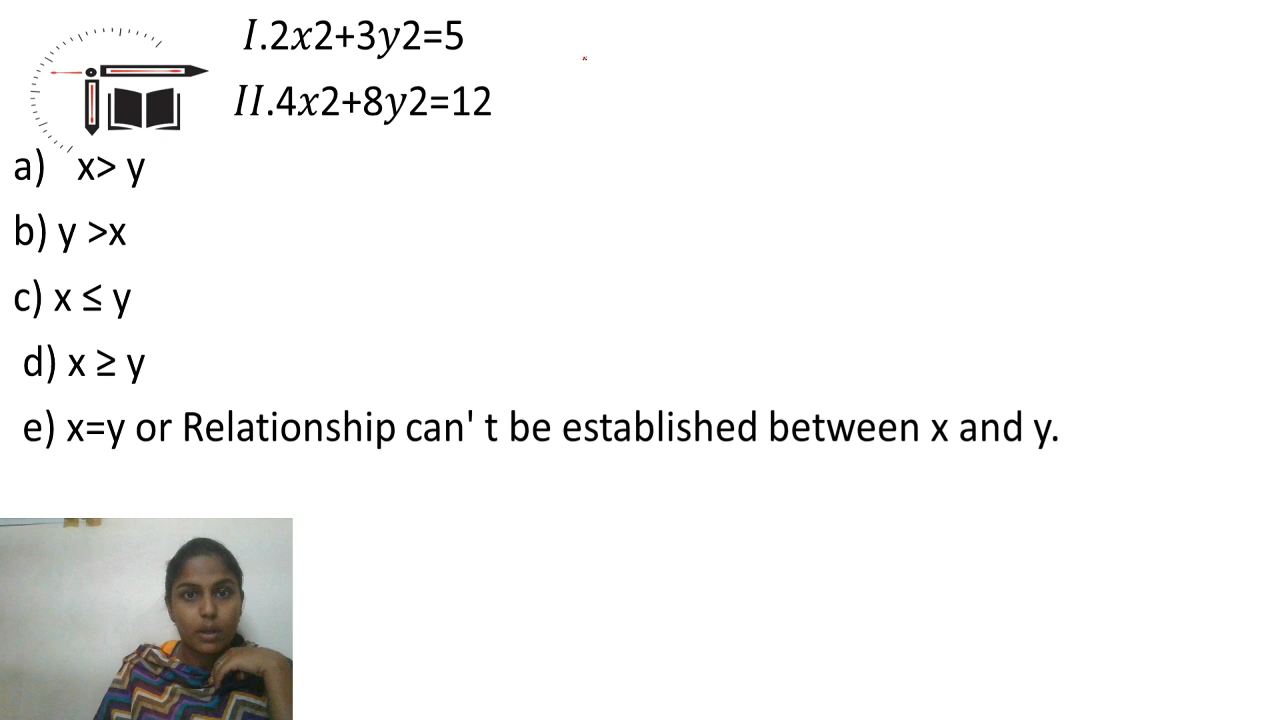 I.2x2+3y2=5
II.4x2+8y2=12
a) x> y
b) y >x
c) x ≤ y
d) x ≥ y
e) x=y or Relationship can' t be established between x and y.